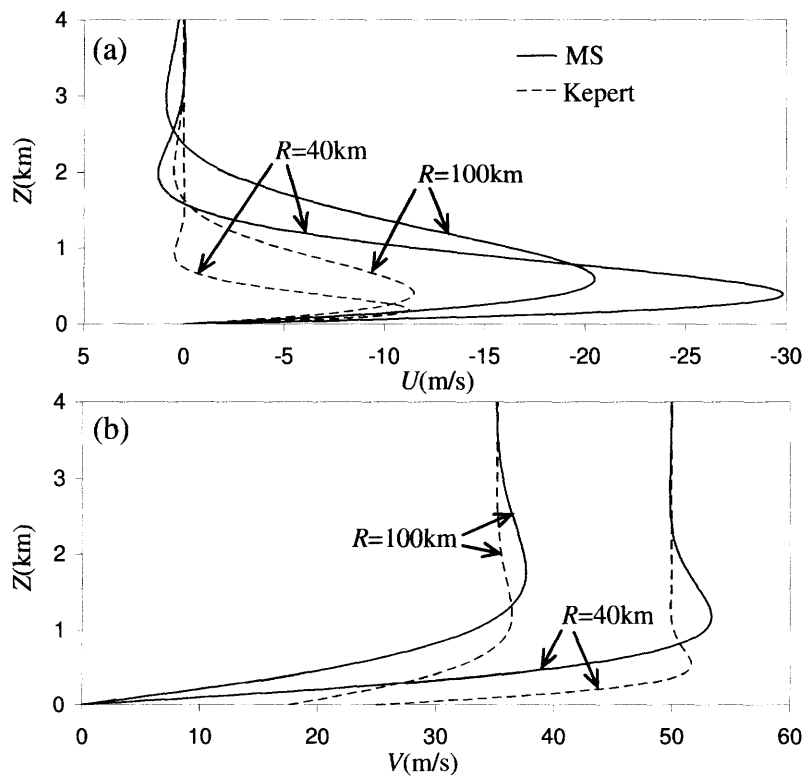 (a)
MS
Kepert
R=40km
R=100km
Z(km)
4
3
2
1
0
5 0 -5 -10 -15 -20 -25 -30
U(m/s)
(b)
R=100km
R=40km
Z(km)
4
3
2
1
0
0 10 20 30 40 50 60
V(m/s)